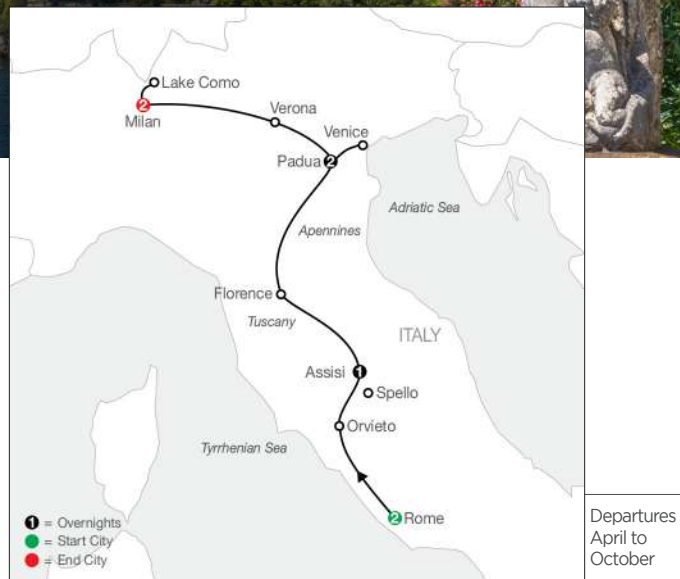 Lake Como
2
Milan
Verona
Venice
Padua 2
Adriatic Sea
Apennines
Florence
Tuscany
ITALY
Assisi 1
Spello
Orvieto
Tyrrhenian Sea
2 Rome
1 = Overnights
= Start City
= End City
Departures
April to
October